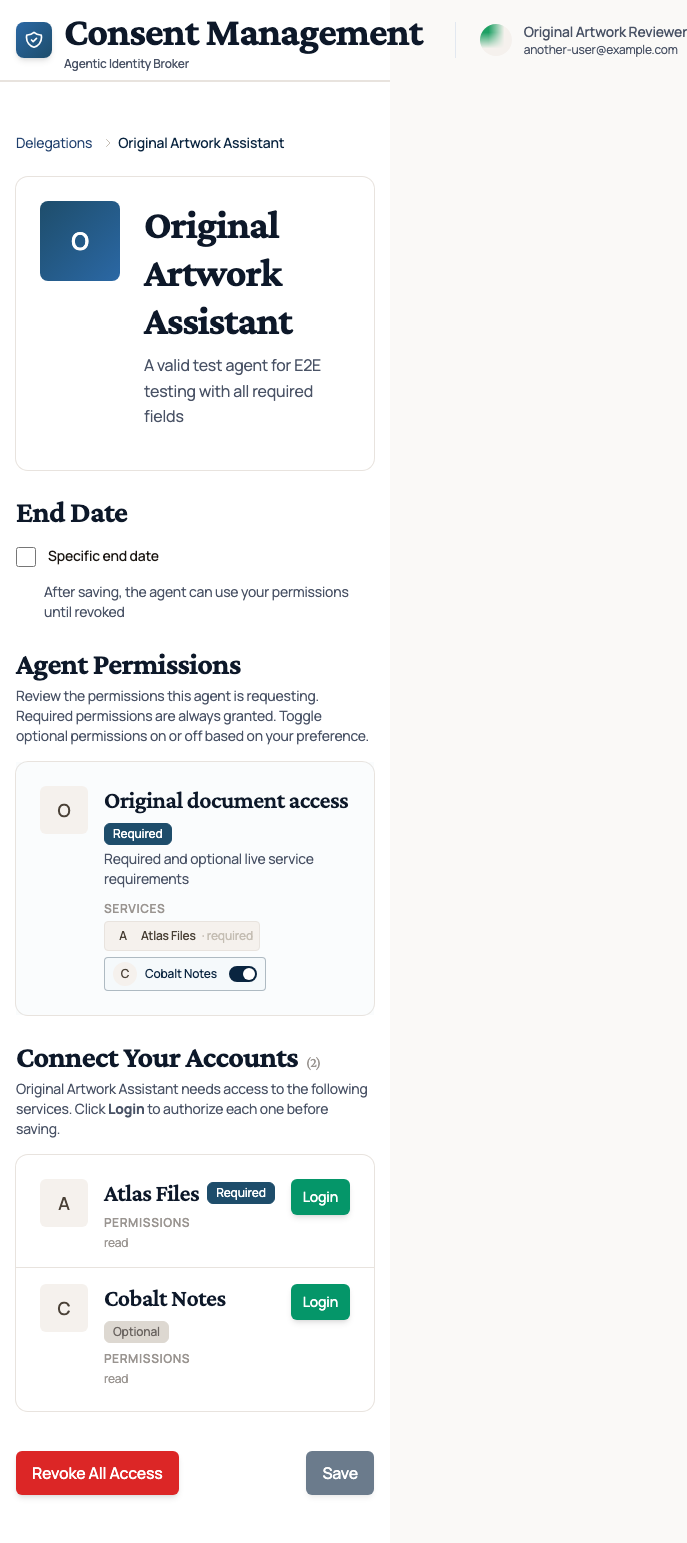 Consent Management
Agentic Identity Broker
Original Artwork Reviewer
another-user@example.com
Delegations
Original Artwork Assistant
O
Original
Artwork
Assistant
A valid test agent for E2E
testing with all required
fields
End Date
Specific end date
After saving, the agent can use your permissions
until revoked
Agent Permissions
Review the permissions this agent is requesting.
Required permissions are always granted. Toggle
optional permissions on or off based on your preference.
O
Original document access
Required
Required and optional live service
requirements
SERVICES
A Atlas Files · required
C Cobalt Notes
Connect Your Accounts (2)
Original Artwork Assistant needs access to the following
services. Click Login to authorize each one before
saving.
A
Atlas Files Required
Login
PERMISSIONS
read
C
Cobalt Notes
Login
Optional
PERMISSIONS
read
Revoke All Access
Save